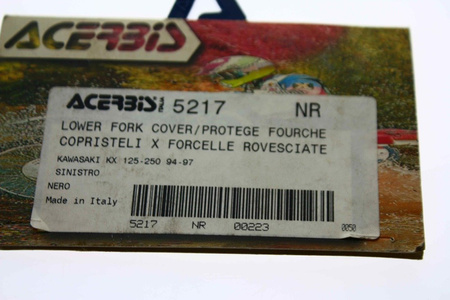 ACERBIS
ACERBIS 5217 NR
LOWER FORK COVER/PROTEGE FOURCHE
COPRISTELI X FORCELLE ROVESCIATE
KAWASAKI KX 125-250 94-97
SINISTRO
NERO
Made in Italy
5217 NR 00223 0050